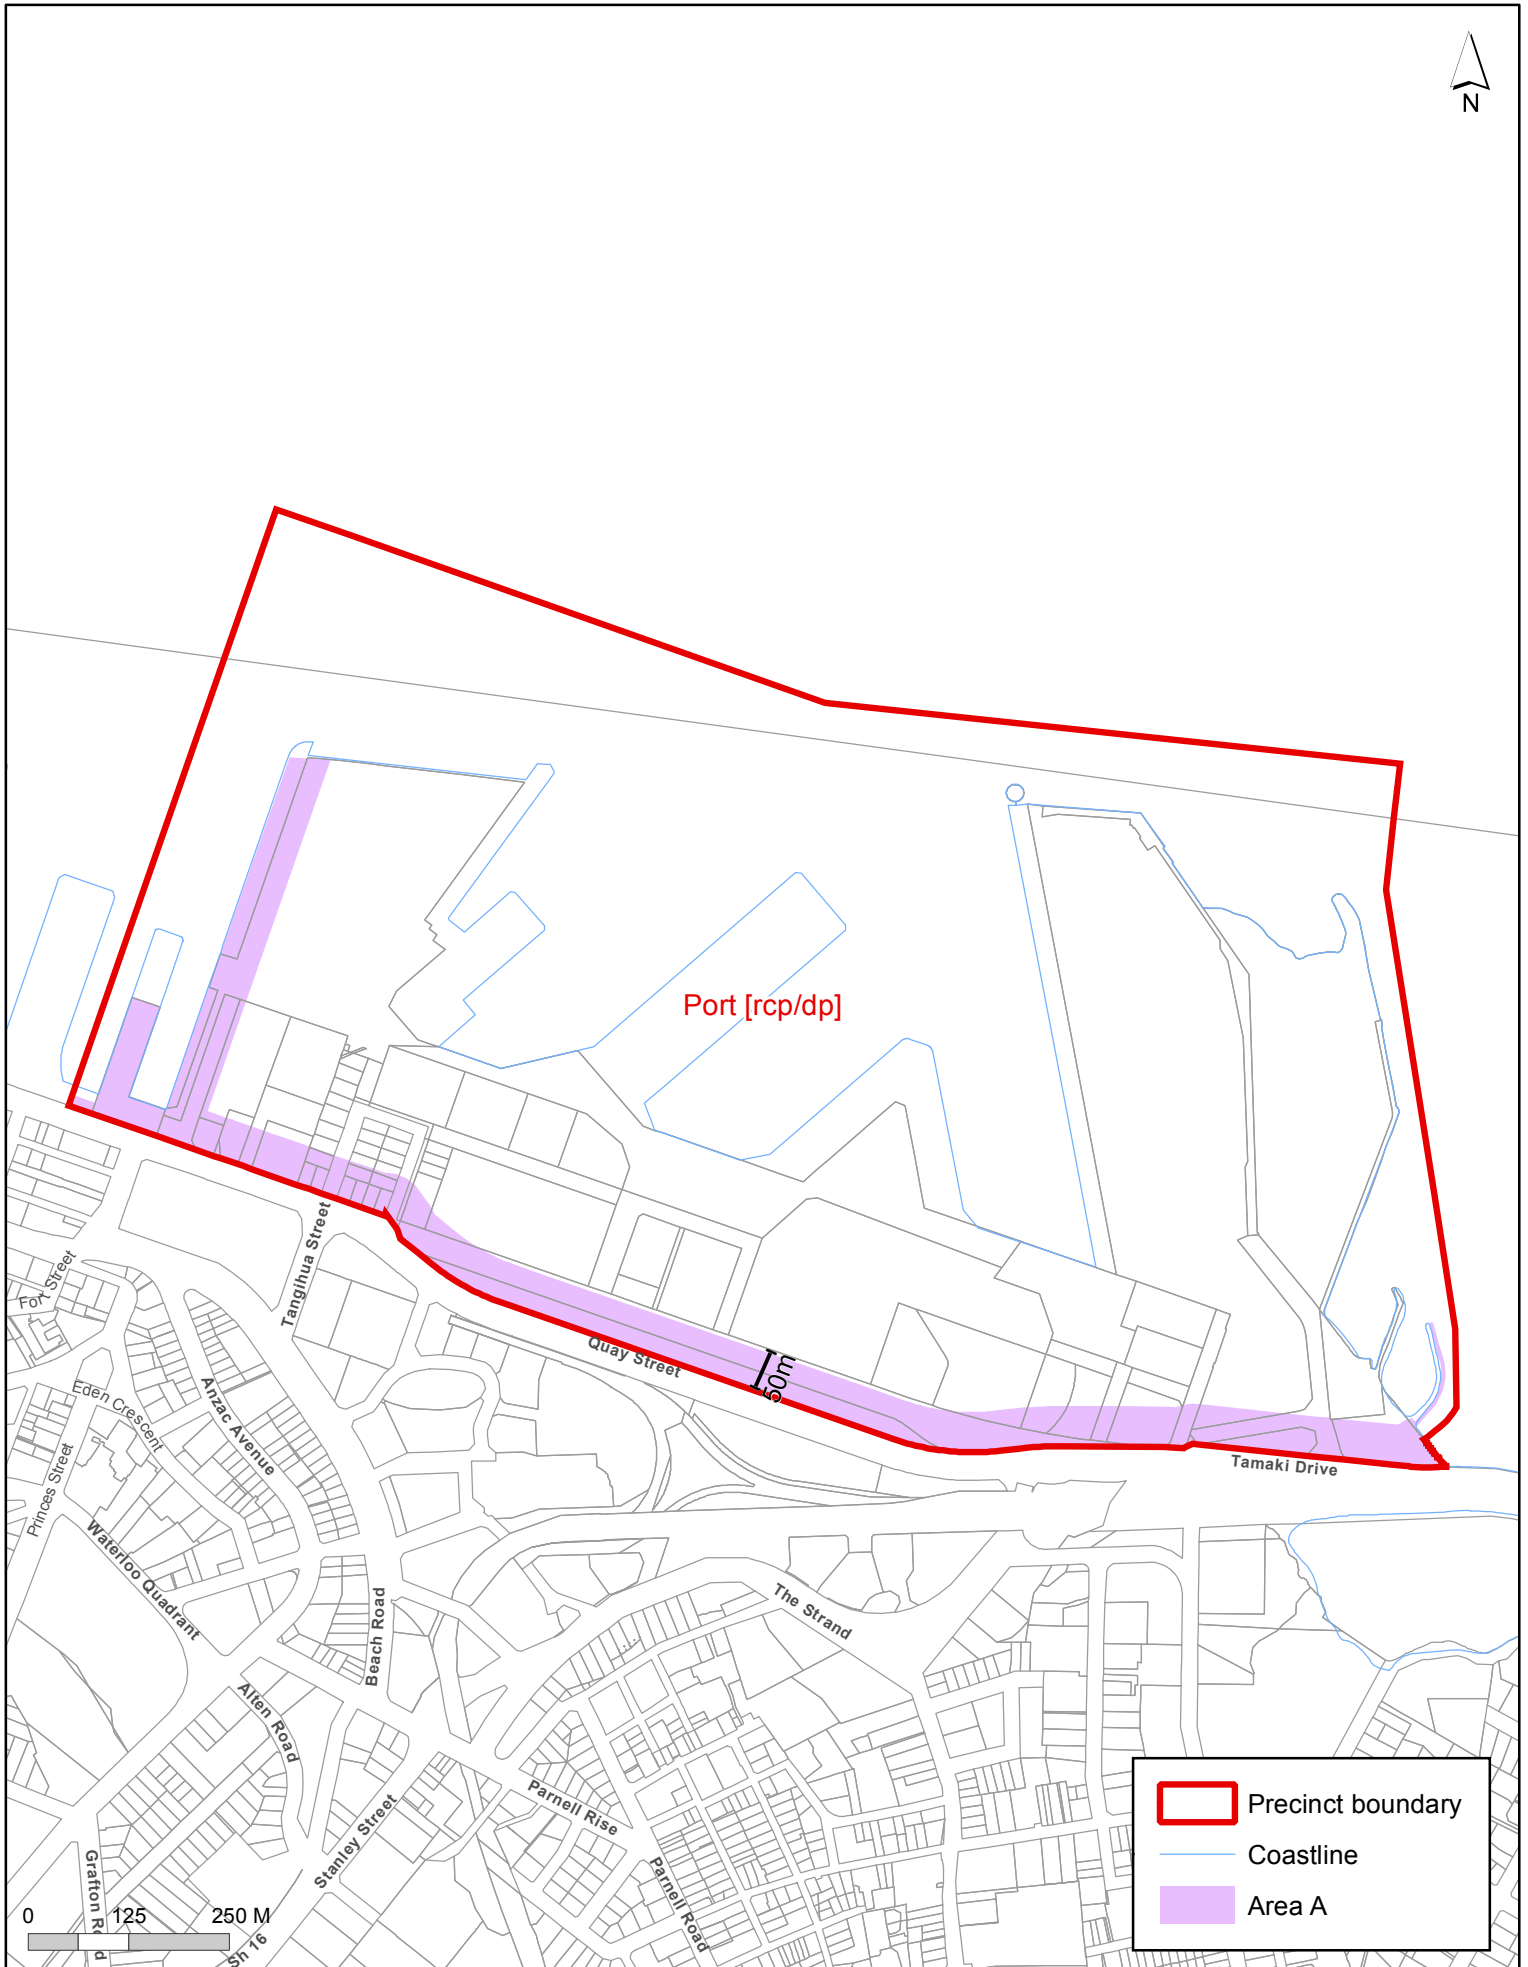 N
Port [rcp/dp]
Tangihua Street
Fort Street
Quay Street
50m
Eden Crescent
Anzac Avenue
Princes Street
Tamaki Drive
Waterloo Quadrant
Beach Road
The Strand
Alten Road
Parnell Rise
Stanley Street
Parnell Road
Grafton Road
Sh 16
0 125 250 M
Precinct boundary
Coastline
Area A